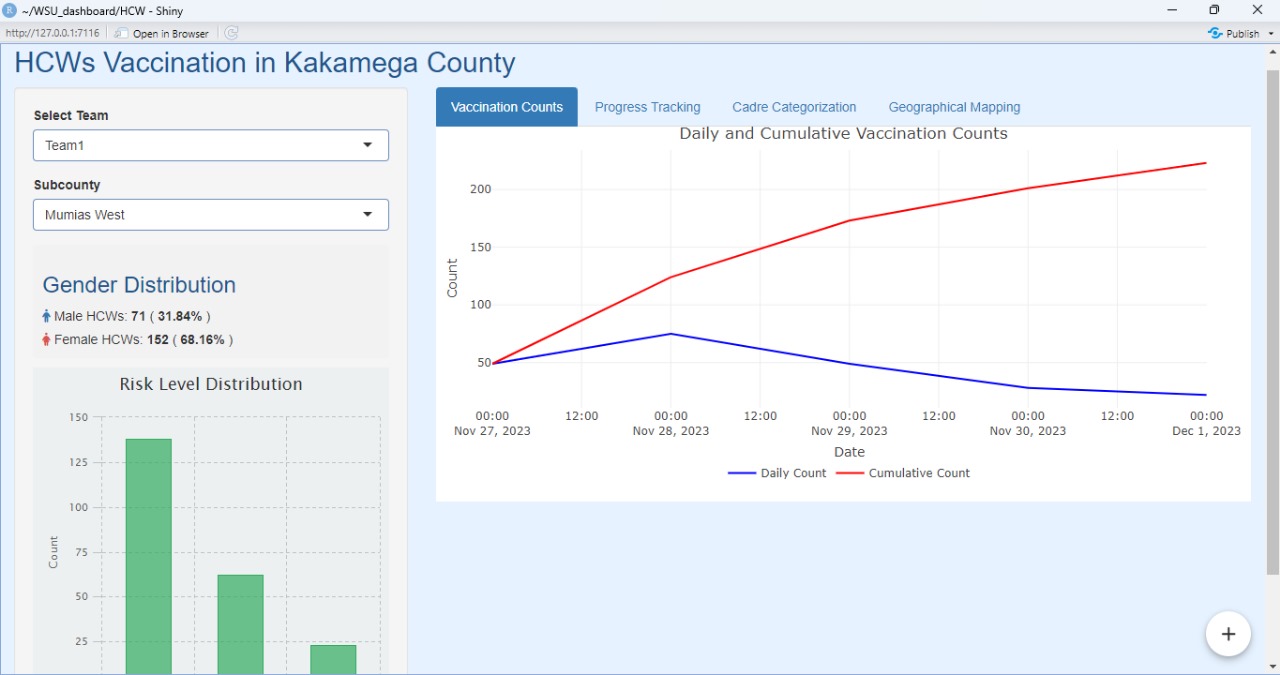 R ~/WSU_dashboard/HCW - Shiny
http://127.0.0.1:7116 Open in Browser Publish
HCWs Vaccination in Kakamega County
Select Team
Team1
Subcounty
Mumias West
Gender Distribution
Male HCWs: 71 ( 31.84% )
Female HCWs: 152 ( 68.16% )
Risk Level Distribution
150
125
100
75
50
25
Count
Vaccination Counts Progress Tracking Cadre Categorization Geographical Mapping
Daily and Cumulative Vaccination Counts
200
150
100
50
Count
00:00 12:00 00:00 12:00 00:00 12:00 00:00 12:00 00:00
Nov 27, 2023 Nov 28, 2023 Nov 29, 2023 Nov 30, 2023 Dec 1, 2023
Date
Daily Count Cumulative Count
+